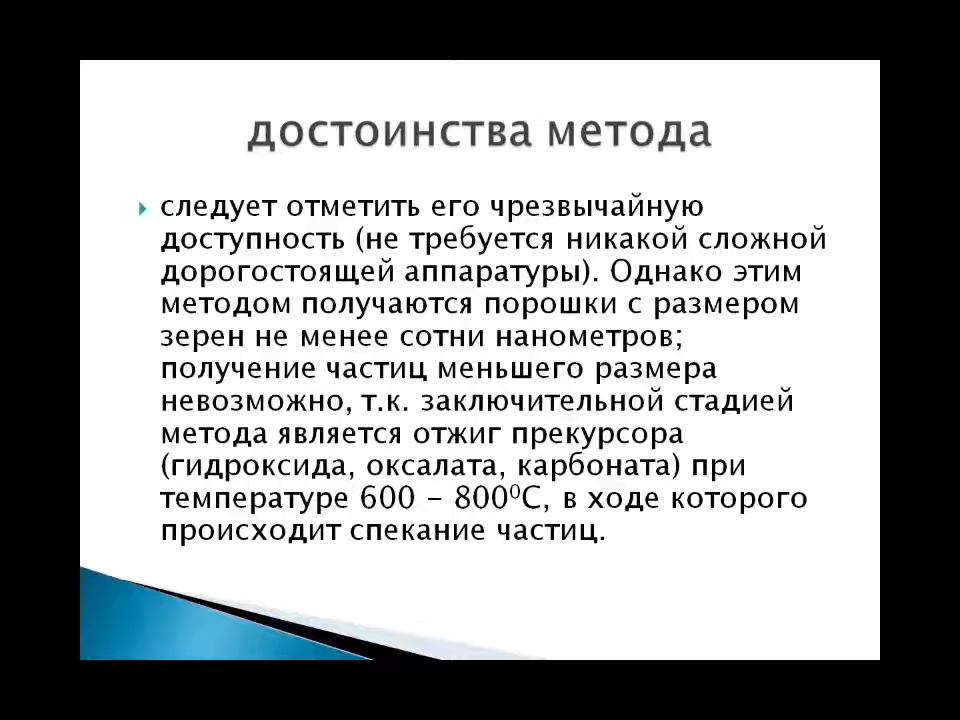 достоинства метода
следует отметить его чрезвычайную
доступность (не требуется никакой сложной
дорогостоящей аппаратуры). Однако этим
методом получаются порошки с размером
зерен не менее сотни нанометров;
получение частиц меньшего размера
невозможно, т.к. заключительной стадией
метода является отжиг прекурсора
(гидроксида, оксалата, карбоната) при
температуре 600 – 800⁰С, в ходе которого
происходит спекание частиц.